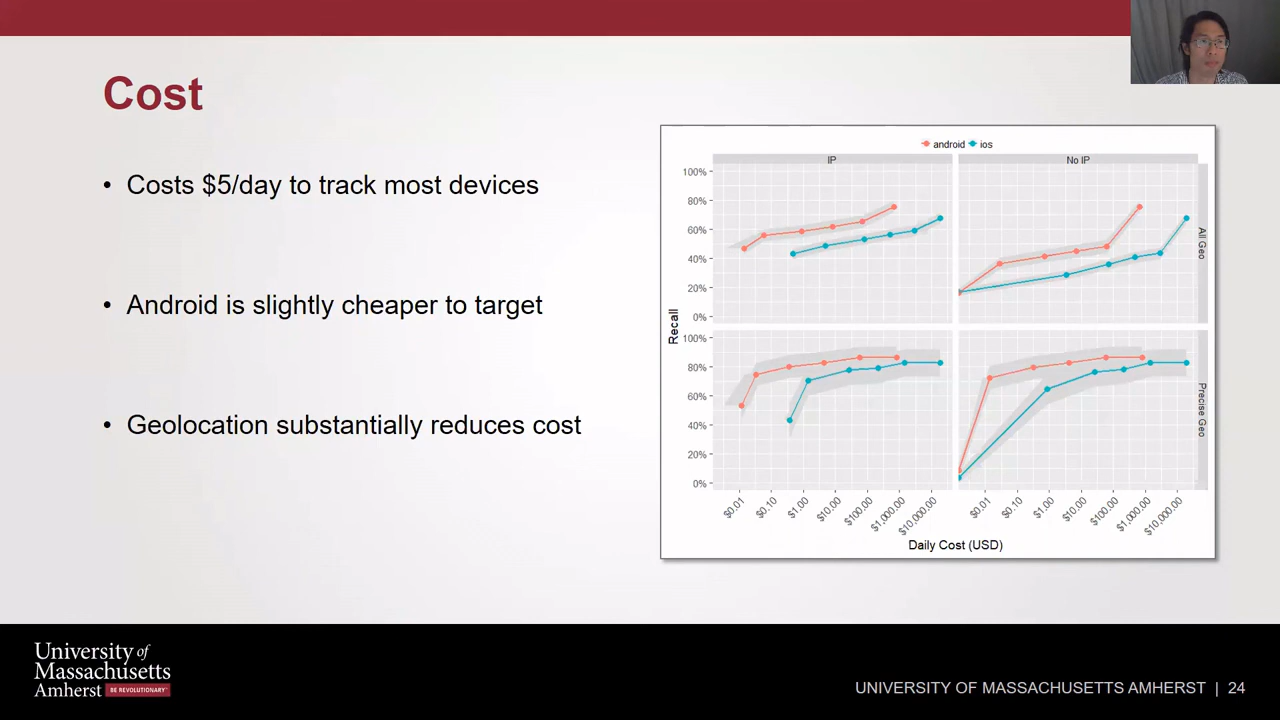 Cost
• Costs $5/day to track most devices
• Android is slightly cheaper to target
• Geolocation substantially reduces cost
android ios
IP
No IP
100%
80%
60%
40%
20%
0%
All Geo
Recall
100%
80%
60%
40%
20%
0%
Precise Geo
$0.01 $0.10 $1.00 $10.00 $100.00 $1,000.00 $10,000.00
$0.01 $0.10 $1.00 $10.00 $100.00 $1,000.00 $10,000.00
Daily Cost (USD)
University of
Massachusetts
Amherst BE REVOLUTIONARY™
UNIVERSITY OF MASSACHUSETTS AMHERST | 24